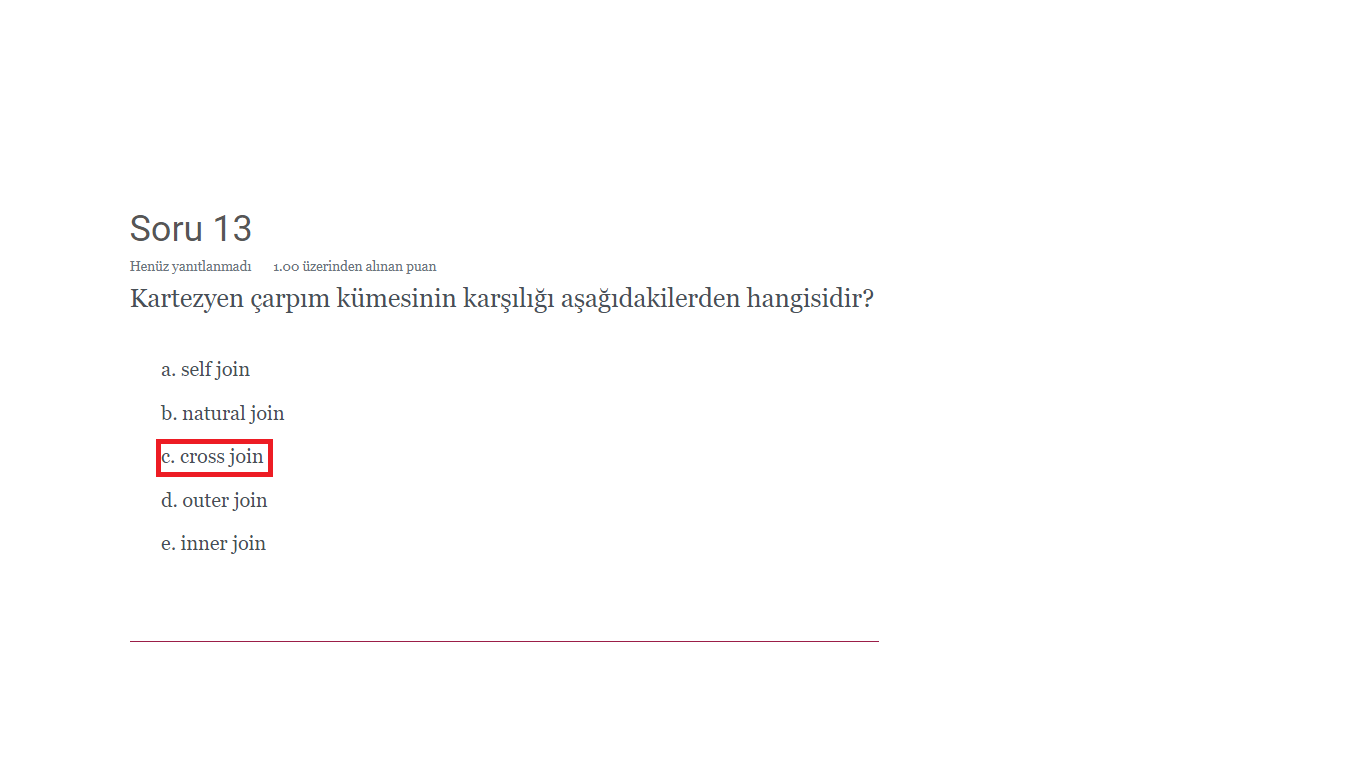 Soru 13
Henüz yanıtlanmadı 1.00 üzerinden alınan puan
Kartezyen çarpım kümesinin karşılığı aşağıdakilerden hangisidir?
a. self join
b. natural join
c. cross join
d. outer join
e. inner join